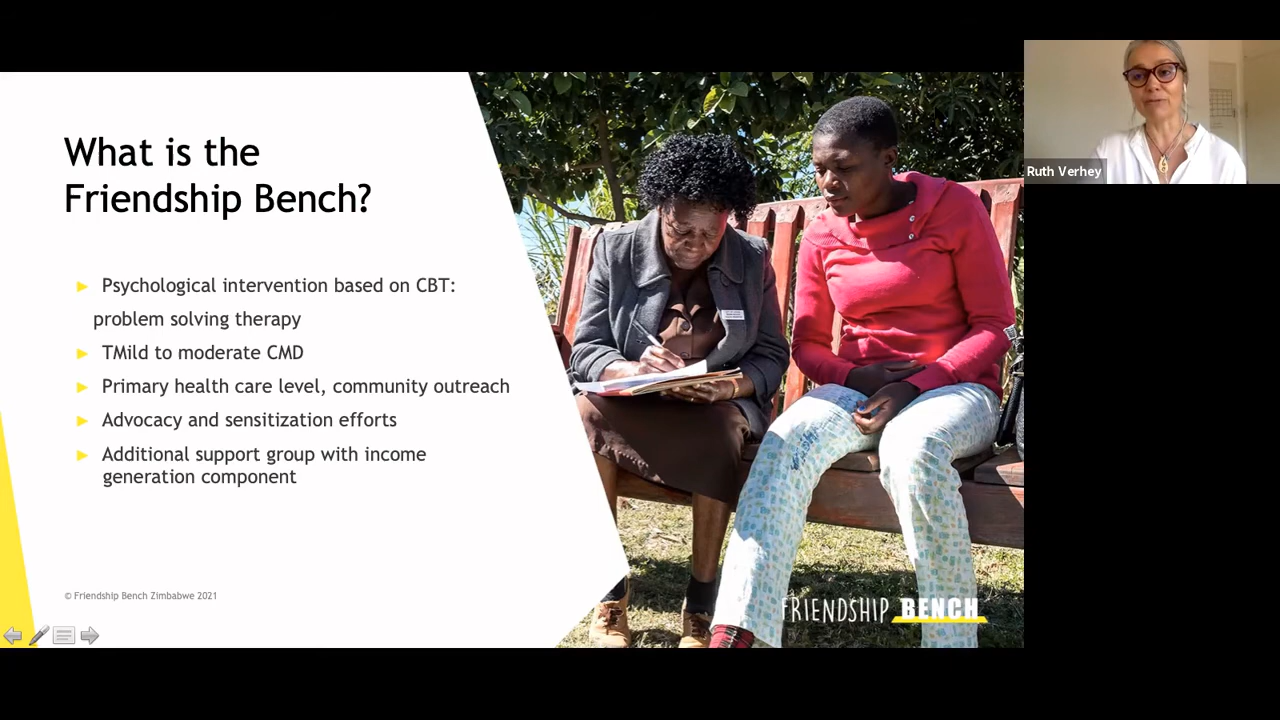 What is the
Friendship Bench?
► Psychological intervention based on CBT:
problem solving therapy
► TMild to moderate CMD
► Primary health care level, community outreach
► Advocacy and sensitization efforts
► Additional support group with income
generation component
© Friendship Bench Zimbabwe 2021
FRIENDSHIP BENCH
Ruth Verhey